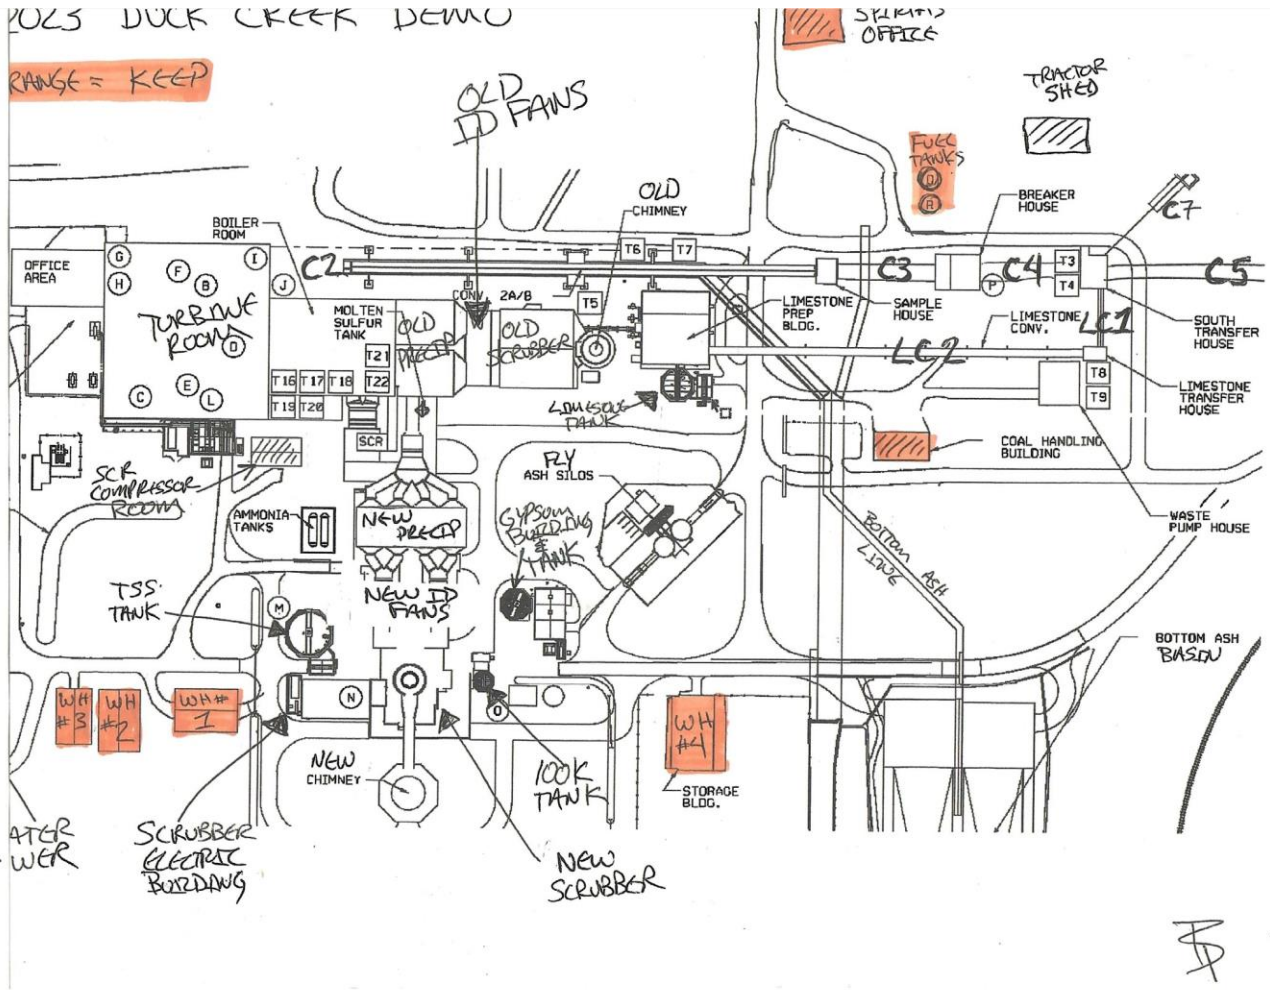 2023 DUCK CREEK DEMO
RANGE = KEEP
SPIRITAS
OFFICE
TRACTOR
SHED
OLD
ID FANS
FUEL
TANKS
Q
R
OLD
CHIMNEY
BREAKER
HOUSE
C7
BOILER
ROOM
OFFICE
AREA
G
H
F
B
I
J
TURBINE
ROOM
D
C
E
L
C2
T6
T7
C3
C4
P
T3
T4
C5
CONV.
2A/B
T5
MOLTEN
SULFUR
TANK
OLD
PRECIP
OLD
SCRUBBER
LIMESTONE
PREP
BLDG.
SAMPLE
HOUSE
LIMESTONE
CONV.
LC1
LC2
SOUTH
TRANSFER
HOUSE
T21
T22
T16
T17
T18
T19
T20
T8
T9
LIMESTONE
TRANSFER
HOUSE
LIMESTONE
TANK
SCR
COAL HANDLING
BUILDING
SCR
COMPRESSOR
ROOM
FLY
ASH SILOS
AMMONIA
TANKS
NEW
PRECIP
GYPSUM
BUILDING
&
TANK
BOTTOM ASH
LINE
WASTE
PUMP HOUSE
TSS
TANK
M
NEW ID
FANS
BOTTOM ASH
BASIN
WH
#3
WH
#2
WH#
1
N
O
WH
#4
STORAGE
BLDG.
NEW
CHIMNEY
100K
TANK
ATER
WER
SCRUBBER
ELECTRIC
BUILDING
NEW
SCRUBBER